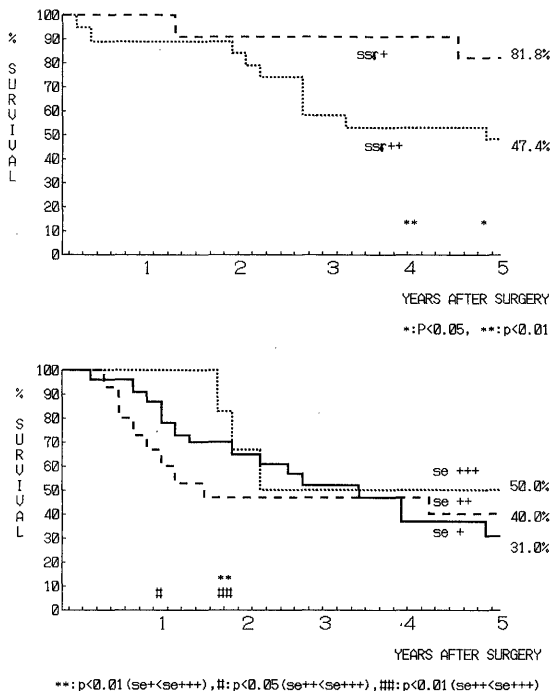 % SURVIVAL
100
90
80
70
60
50
40
30
20
10
0
ssr+
81.8%
ssr++
47.4%
** *
1 2 3 4 5
YEARS AFTER SURGERY
*:P<0.05, **:p<0.01
% SURVIVAL
100
90
80
70
60
50
40
30
20
10
0
se +++
50.0%
se ++
40.0%
se +
31.0%
**
# ##
1 2 3 4 5
YEARS AFTER SURGERY
**:p<0.01(se+<se+++),#:p<0.05(se++<se+++),##:p<0.01(se++<se+++)